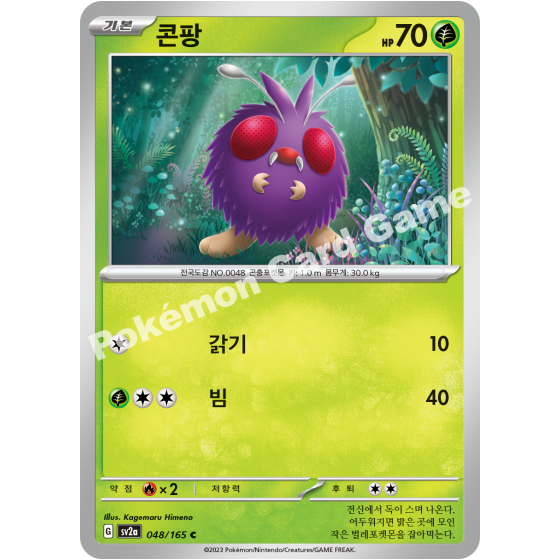 기본 콘팡 HP 70
전국도감 NO.0048 곤충포켓몬 키: 1.0 m 몸무게: 30.0 kg
Pokémon Card Game
갉기 10
빔 40
약점 ×2 저항력 후퇴
Illus. Kagemaru Himeno
G sv2a 048/165 C
전신에서 독이 스며 나온다.
어두워지면 밝은 곳에 모인
작은 벌레포켓몬을 잡아먹는다.
©2023 Pokémon/Nintendo/Creatures/GAME FREAK.